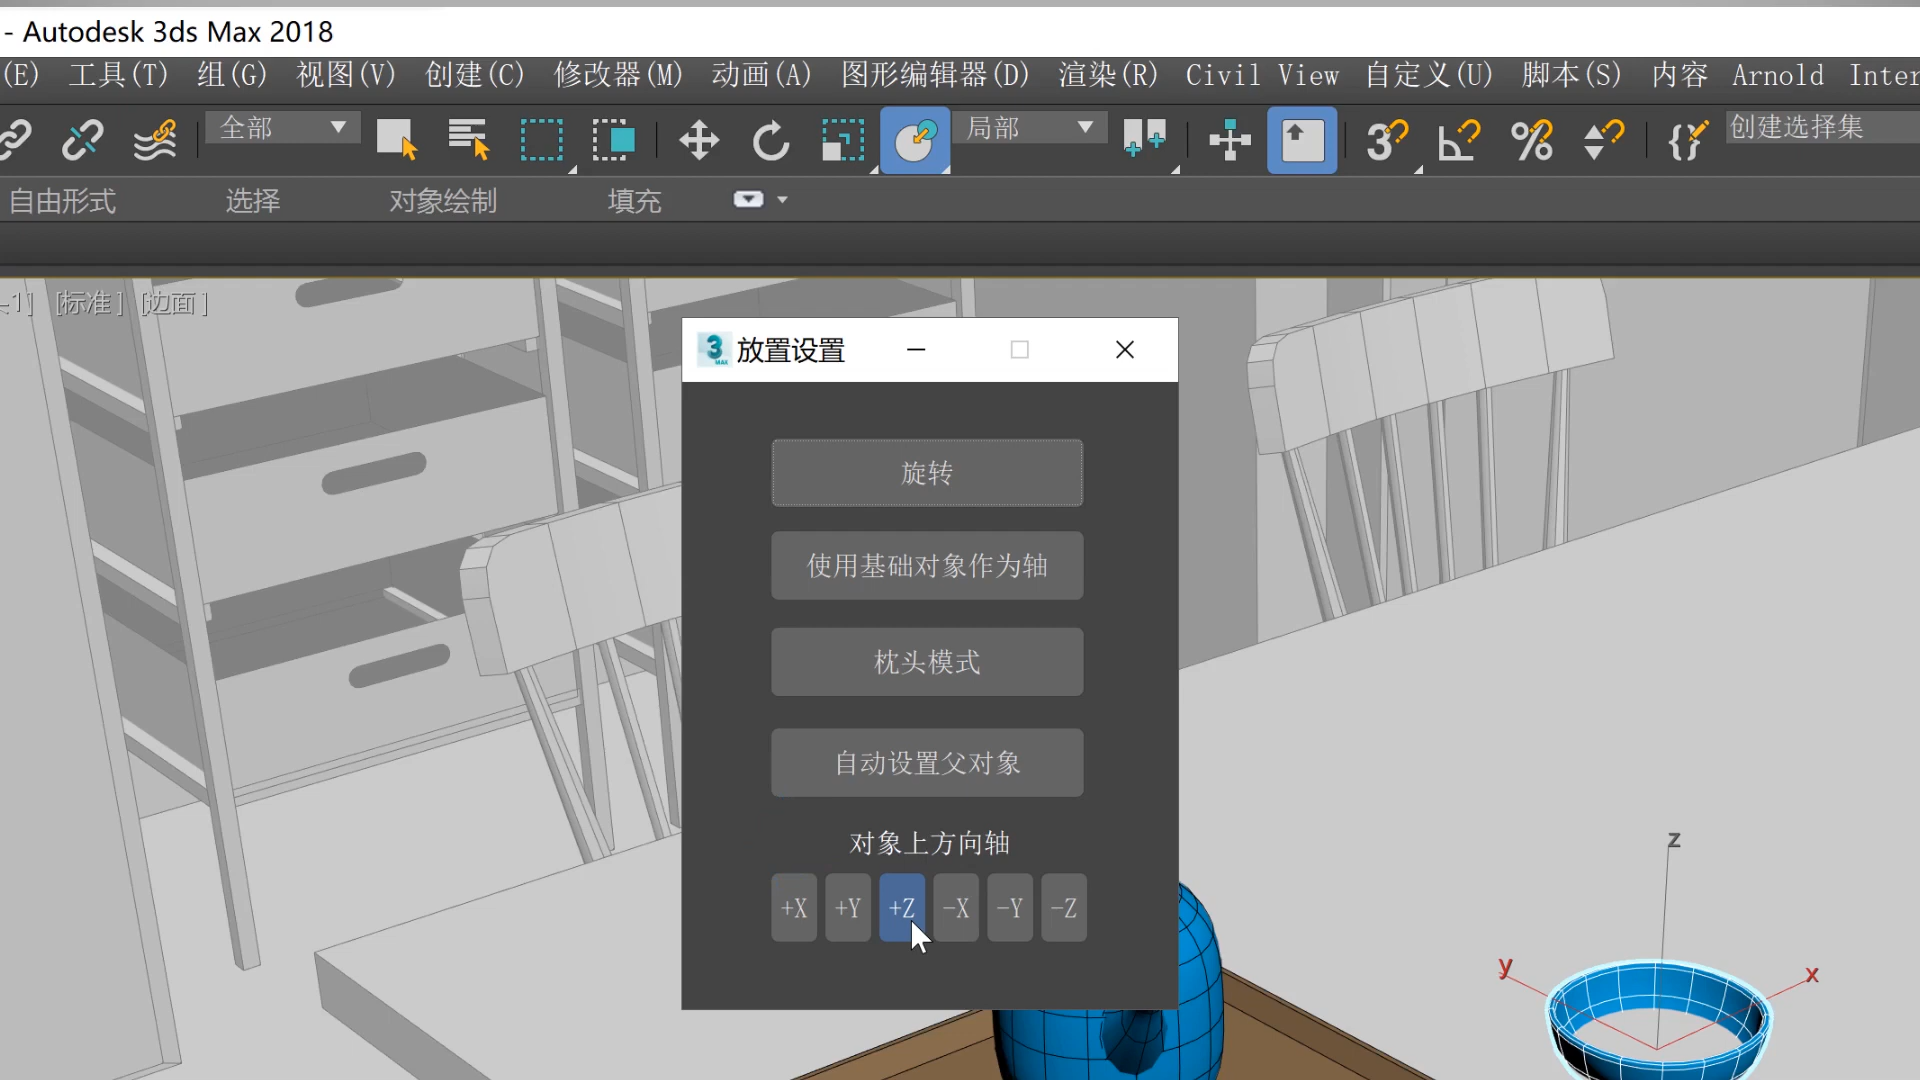 - Autodesk 3ds Max 2018
(E) 工具(T) 组(G) 视图(V) 创建(C) 修改器(M) 动画(A) 图形编辑器(D) 渲染(R) Civil View 自定义(U) 脚本(S) 内容 Arnold Inter
全部 局部 创建选择集
自由形式 选择 对象绘制 填充
1] [标准] [边面]
3 MAX 放置设置
旋转
使用基础对象作为轴
枕头模式
自动设置父对象
对象上方向轴
+X +Y +Z -X -Y -Z
z
y x